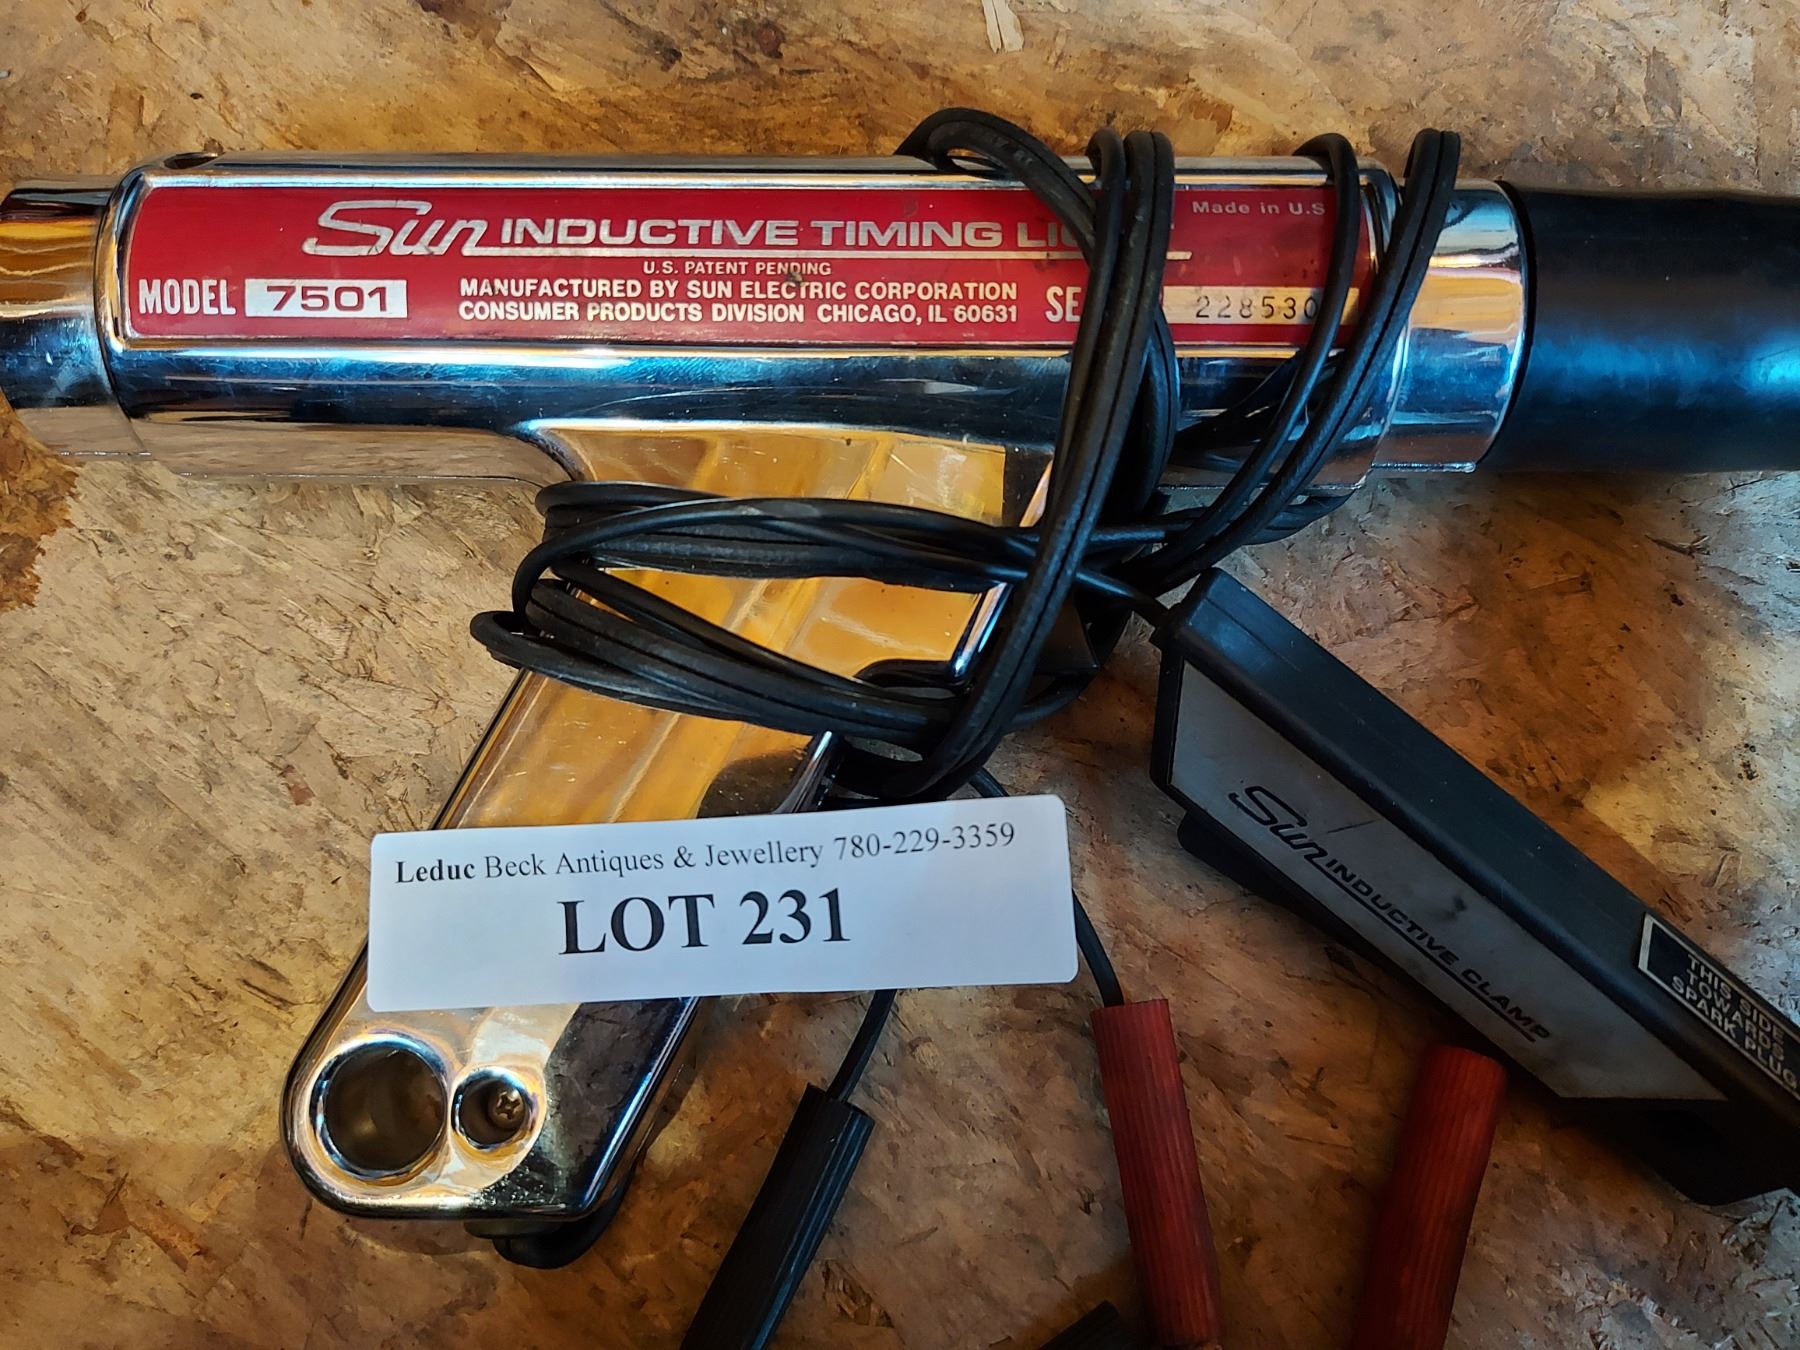 Sun INDUCTIVE TIMING
Made in U.S
U.S. PATENT PENDING
MODEL 7501
MANUFACTURED BY SUN ELECTRIC CORPORATION
CONSUMER PRODUCTS DIVISION CHICAGO, IL 60631
228530
Leduc Beck Antiques & Jewellery 780-229-3359
LOT 231
Sun INDUCTIVE CLAMP
THIS SIDE
TOWARDS
SPARK PLUG